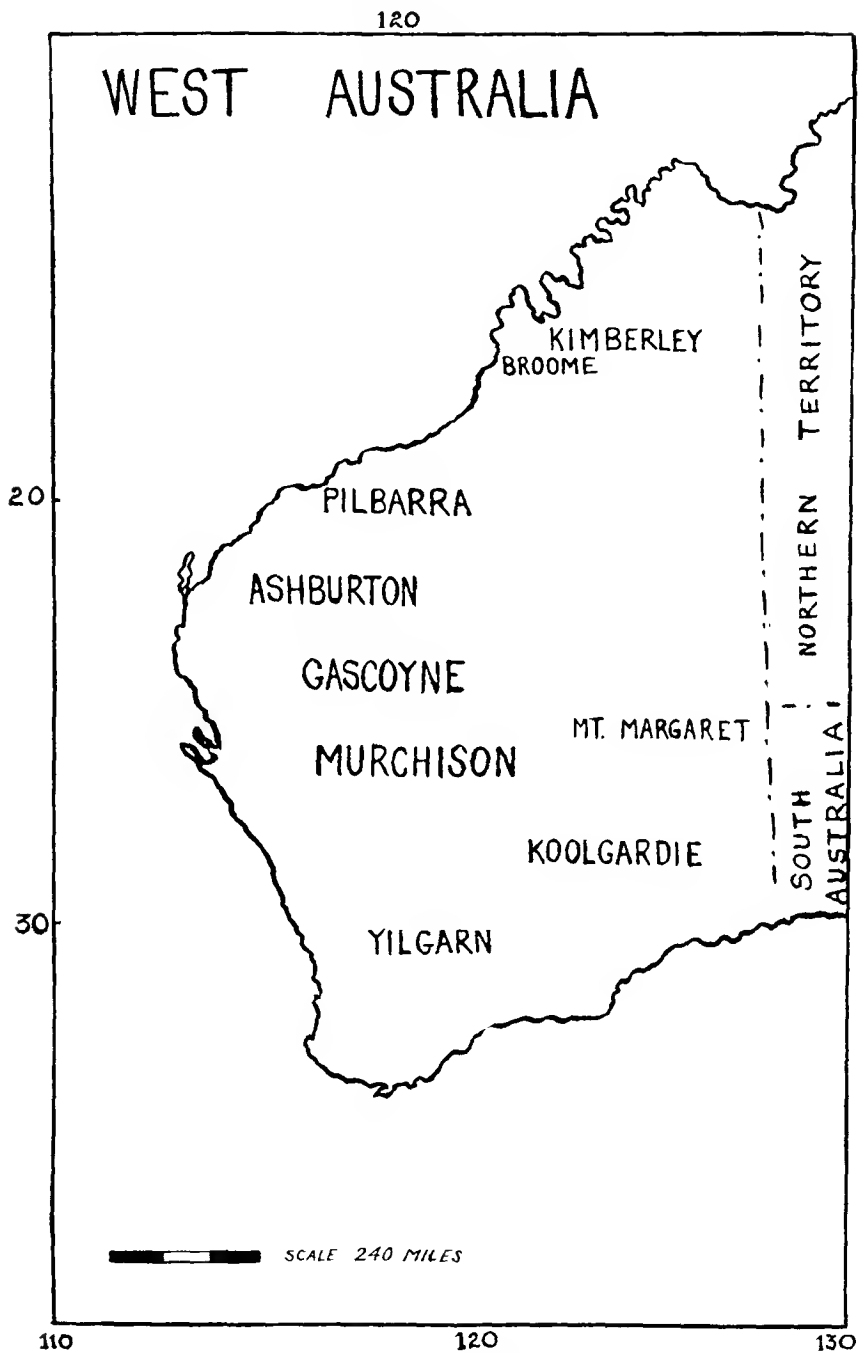 120
WEST AUSTRALIA
KIMBERLEY
BROOME
NORTHERN TERRITORY
20
PILBARRA
ASHBURTON
GASCOYNE
MT. MARGARET
MURCHISON
SOUTH
AUSTRALIA
KOOLGARDIE
30
YILGARN
SCALE 240 MILES
110
120
130